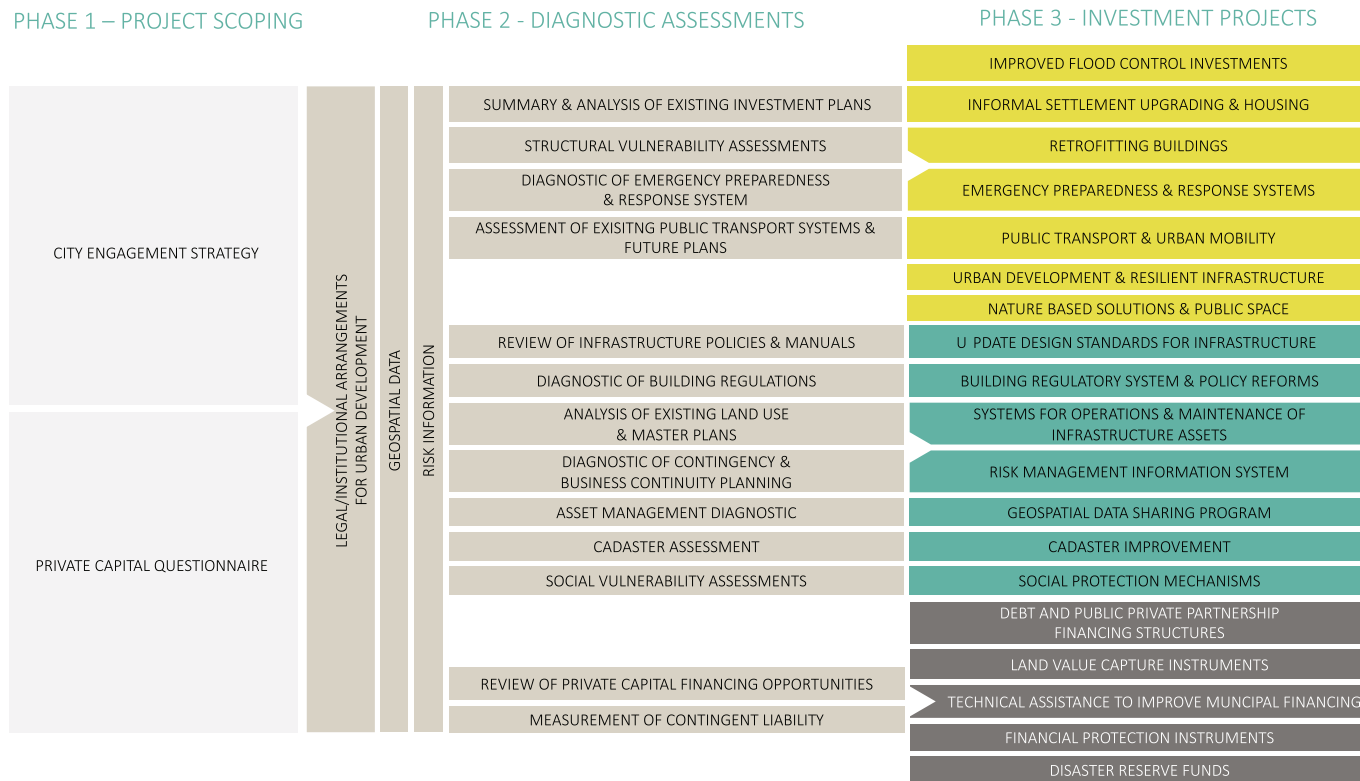 PHASE 1 – PROJECT SCOPING
PHASE 2 - DIAGNOSTIC ASSESSMENTS
PHASE 3 - INVESTMENT PROJECTS
CITY ENGAGEMENT STRATEGY
PRIVATE CAPITAL QUESTIONNAIRE
LEGAL/INSTITUTIONAL ARRANGEMENTS
FOR URBAN DEVELOPMENT
GEOSPATIAL DATA
RISK INFORMATION
SUMMARY & ANALYSIS OF EXISTING INVESTMENT PLANS
STRUCTURAL VULNERABILITY ASSESSMENTS
DIAGNOSTIC OF EMERGENCY PREPAREDNESS
& RESPONSE SYSTEM
ASSESSMENT OF EXISITNG PUBLIC TRANSPORT SYSTEMS &
FUTURE PLANS
REVIEW OF INFRASTRUCTURE POLICIES & MANUALS
DIAGNOSTIC OF BUILDING REGULATIONS
ANALYSIS OF EXISTING LAND USE
& MASTER PLANS
DIAGNOSTIC OF CONTINGENCY &
BUSINESS CONTINUITY PLANNING
ASSET MANAGEMENT DIAGNOSTIC
CADASTER ASSESSMENT
SOCIAL VULNERABILITY ASSESSMENTS
REVIEW OF PRIVATE CAPITAL FINANCING OPPORTUNITIES
MEASUREMENT OF CONTINGENT LIABILITY
IMPROVED FLOOD CONTROL INVESTMENTS
INFORMAL SETTLEMENT UPGRADING & HOUSING
RETROFITTING BUILDINGS
EMERGENCY PREPAREDNESS & RESPONSE SYSTEMS
PUBLIC TRANSPORT & URBAN MOBILITY
URBAN DEVELOPMENT & RESILIENT INFRASTRUCTURE
NATURE BASED SOLUTIONS & PUBLIC SPACE
U PDATE DESIGN STANDARDS FOR INFRASTRUCTURE
BUILDING REGULATORY SYSTEM & POLICY REFORMS
SYSTEMS FOR OPERATIONS & MAINTENANCE OF
INFRASTRUCTURE ASSETS
RISK MANAGEMENT INFORMATION SYSTEM
GEOSPATIAL DATA SHARING PROGRAM
CADASTER IMPROVEMENT
SOCIAL PROTECTION MECHANISMS
DEBT AND PUBLIC PRIVATE PARTNERSHIP
FINANCING STRUCTURES
LAND VALUE CAPTURE INSTRUMENTS
TECHNICAL ASSISTANCE TO IMPROVE MUNCIPAL FINANCING
FINANCIAL PROTECTION INSTRUMENTS
DISASTER RESERVE FUNDS